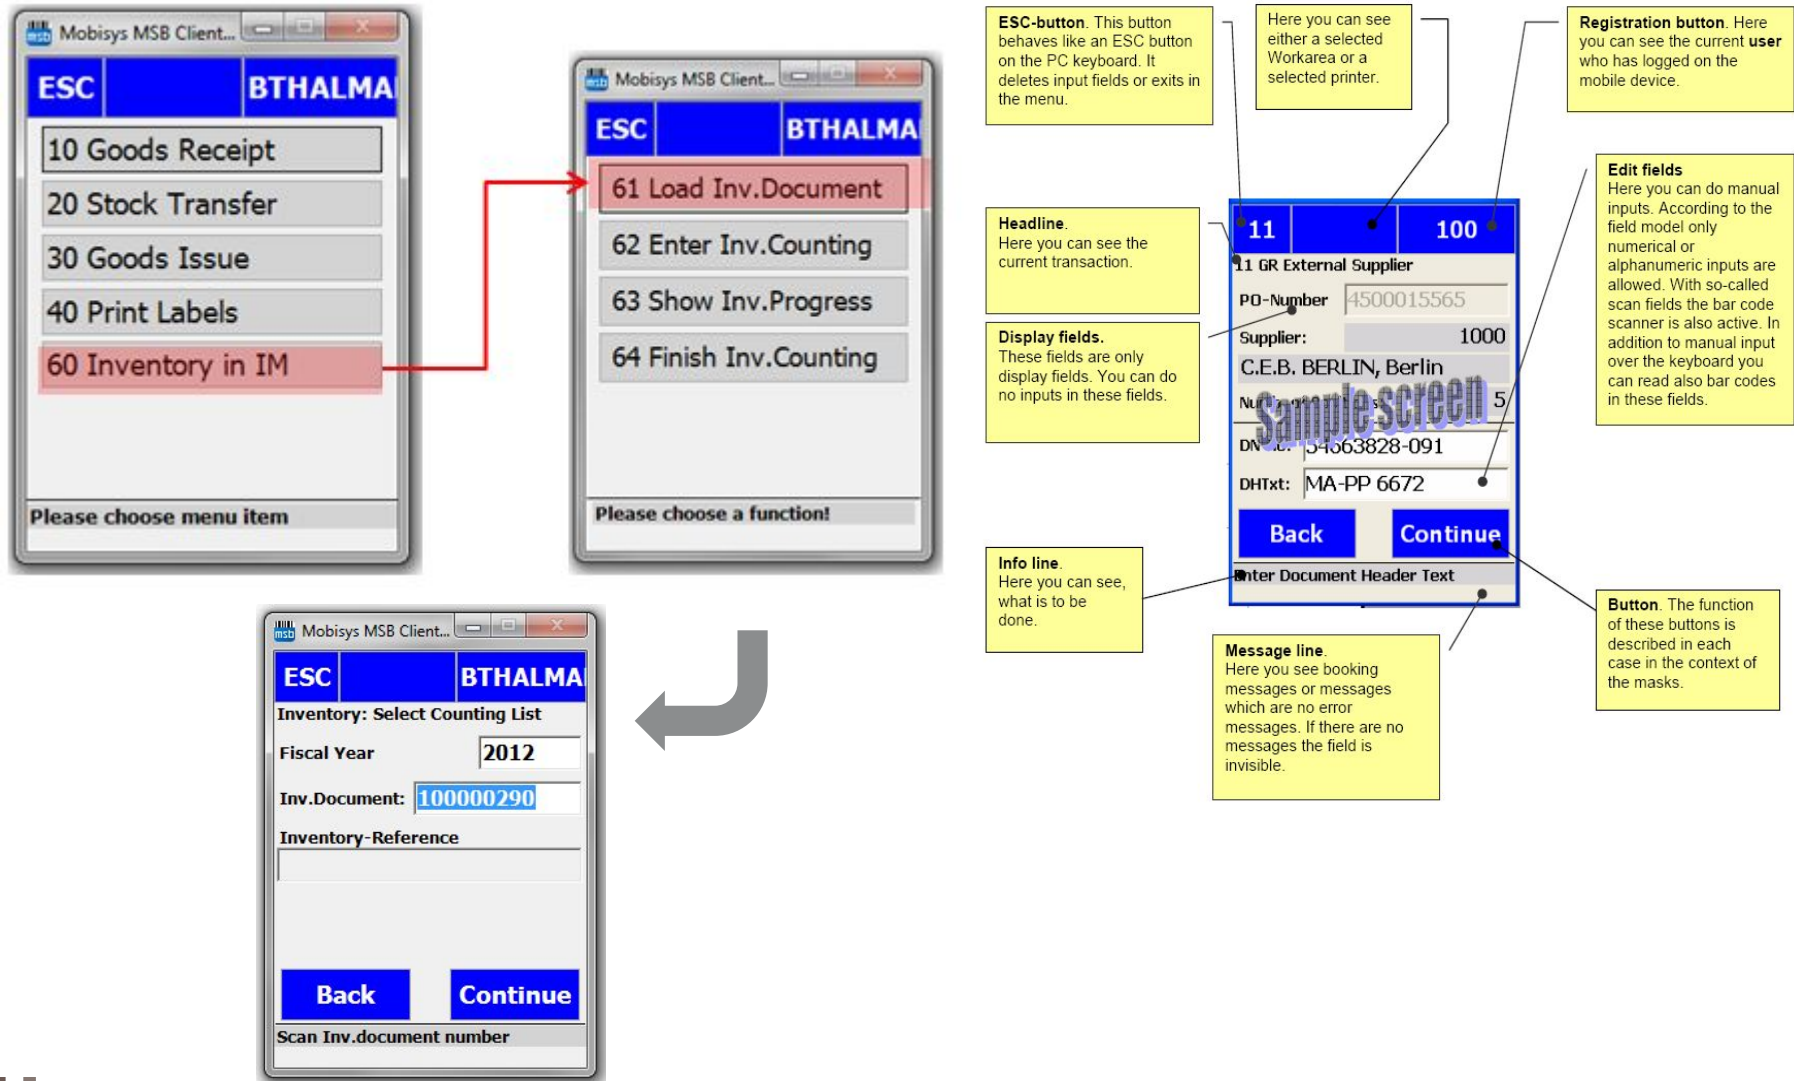 Mobisys MSB Client...
ESC
BTHALMA
10 Goods Receipt
20 Stock Transfer
30 Goods Issue
40 Print Labels
60 Inventory in IM
Please choose menu item
Mobisys MSB Client...
ESC
BTHALMA
61 Load Inv.Document
62 Enter Inv.Counting
63 Show Inv.Progress
64 Finish Inv.Counting
Please choose a function!
Mobisys MSB Client...
ESC
BTHALMA
Inventory: Select Counting List
Fiscal Year 2012
Inv.Document: 100000290
Inventory-Reference
Back Continue
Scan Inv.document number
ESC-button. This button
behaves like an ESC button
on the PC keyboard. It
deletes input fields or exits in
the menu.
Here you can see
either a selected
Workarea or a
selected printer.
Registration button. Here
you can see the current user
who has logged on the
mobile device.
Headline.
Here you can see the
current transaction.
Display fields.
These fields are only
display fields. You can do
no inputs in these fields.
Edit fields
Here you can do manual
inputs. According to the
field model only
numerical or
alphanumeric inputs are
allowed. With so-called
scan fields the bar code
scanner is also active. In
addition to manual input
over the keyboard you
can read also bar codes
in these fields.
11 100
11 GR External Supplier
PO-Number 4500015565
Supplier: 1000
C.E.B. BERLIN, Berlin
5
Sample screen
54663828-091
DHTxt: MA-PP 6672
Back Continue
Enter Document Header Text
Info line.
Here you can see,
what is to be
done.
Message line.
Here you see booking
messages or messages
which are no error
messages. If there are no
messages the field is
invisible.
Button. The function
of these buttons is
described in each
case in the context of
the masks.